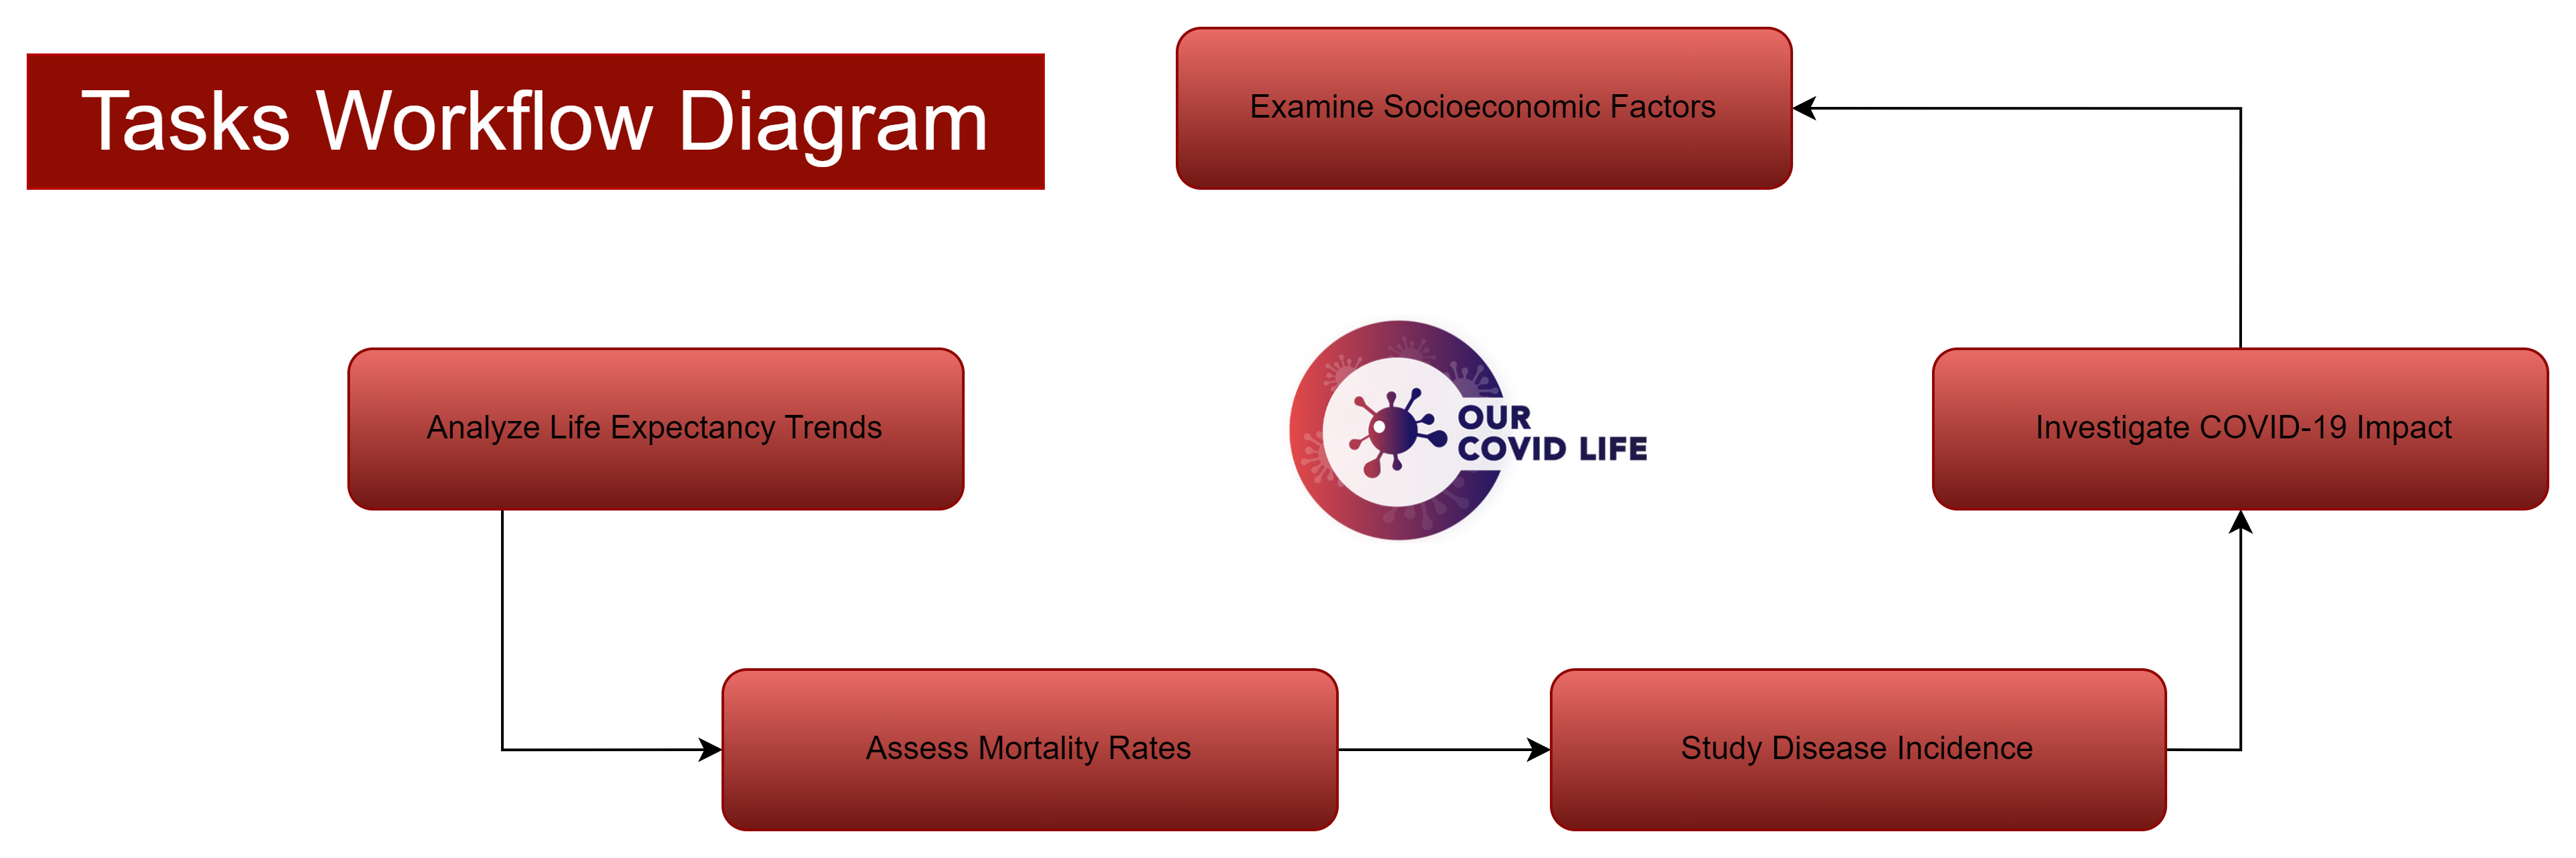 Tasks Workflow Diagram
Examine Socioeconomic Factors
Analyze Life Expectancy Trends
OUR
COVID LIFE
Investigate COVID-19 Impact
Assess Mortality Rates
Study Disease Incidence